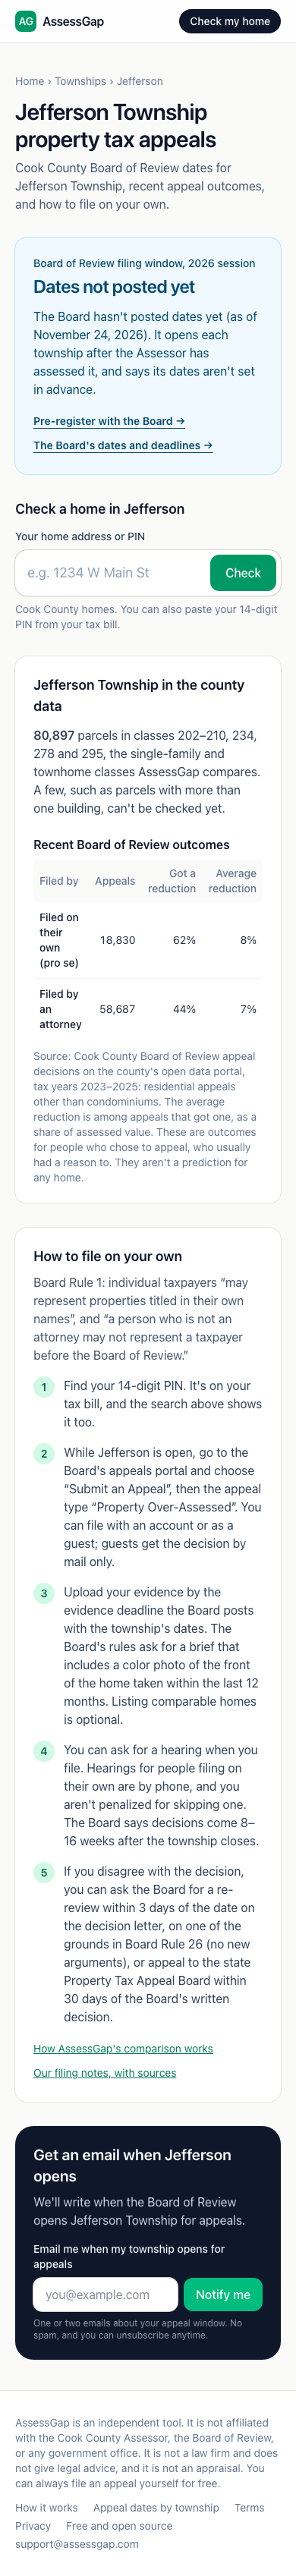 AG AssessGap
Check my home
Home › Townships › Jefferson
Jefferson Township
property tax appeals
Cook County Board of Review dates for
Jefferson Township, recent appeal outcomes,
and how to file on your own.
Board of Review filing window, 2026 session
Dates not posted yet
The Board hasn't posted dates yet (as of
November 24, 2026). It opens each
township after the Assessor has
assessed it, and says its dates aren't set
in advance.
Pre-register with the Board →
The Board's dates and deadlines →
Check a home in Jefferson
Your home address or PIN
e.g. 1234 W Main St
Check
Cook County homes. You can also paste your 14-digit
PIN from your tax bill.
Jefferson Township in the county
data
80,897 parcels in classes 202–210, 234,
278 and 295, the single-family and
townhome classes AssessGap compares.
A few, such as parcels with more than
one building, can't be checked yet.
Recent Board of Review outcomes
Filed by Appeals Got a reduction Average reduction
Filed on their own (pro se) 18,830 62% 8%
Filed by an attorney 58,687 44% 7%
Source: Cook County Board of Review appeal
decisions on the county's open data portal,
tax years 2023–2025: residential appeals
other than condominiums. The average
reduction is among appeals that got one, as a
share of assessed value. These are outcomes
for people who chose to appeal, who usually
had a reason to. They aren't a prediction for
any home.
How to file on your own
Board Rule 1: individual taxpayers “may
represent properties titled in their own
names”, and “a person who is not an
attorney may not represent a taxpayer
before the Board of Review.”
1 Find your 14-digit PIN. It's on your
tax bill, and the search above shows
it too.
2 While Jefferson is open, go to the
Board's appeals portal and choose
“Submit an Appeal”, then the appeal
type “Property Over-Assessed”. You
can file with an account or as a
guest; guests get the decision by
mail only.
3 Upload your evidence by the
evidence deadline the Board posts
with the township's dates. The
Board's rules ask for a brief that
includes a color photo of the front
of the home taken within the last 12
months. Listing comparable homes
is optional.
4 You can ask for a hearing when you
file. Hearings for people filing on
their own are by phone, and you
aren't penalized for skipping one.
The Board says decisions come 8–
16 weeks after the township closes.
5 If you disagree with the decision,
you can ask the Board for a re-
review within 3 days of the date on
the decision letter, on one of the
grounds in Board Rule 26 (no new
arguments), or appeal to the state
Property Tax Appeal Board within
30 days of the Board's written
decision.
How AssessGap's comparison works
Our filing notes, with sources
Get an email when Jefferson
opens
We'll write when the Board of Review
opens Jefferson Township for appeals.
Email me when my township opens for
appeals
you@example.com
Notify me
One or two emails about your appeal window. No
spam, and you can unsubscribe anytime.
AssessGap is an independent tool. It is not affiliated
with the Cook County Assessor, the Board of Review,
or any government office. It is not a law firm and does
not give legal advice, and it is not an appraisal. You
can always file an appeal yourself for free.
How it works Appeal dates by township Terms
Privacy Free and open source
support@assessgap.com